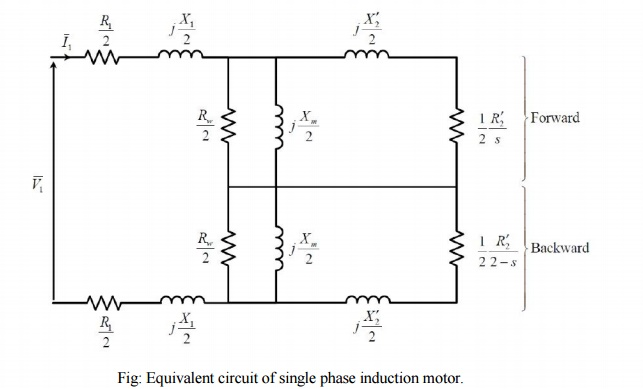 R₁/2
j X₁/2
j X′₂/2
Ī₁
R_w/2
j X_m/2
1/2 R′₂/s
Forward
V̄₁
R_w/2
j X_m/2
1/2 R′₂/2−s
Backward
R₁/2
j X₁/2
j X′₂/2
Fig: Equivalent circuit of single phase induction motor.